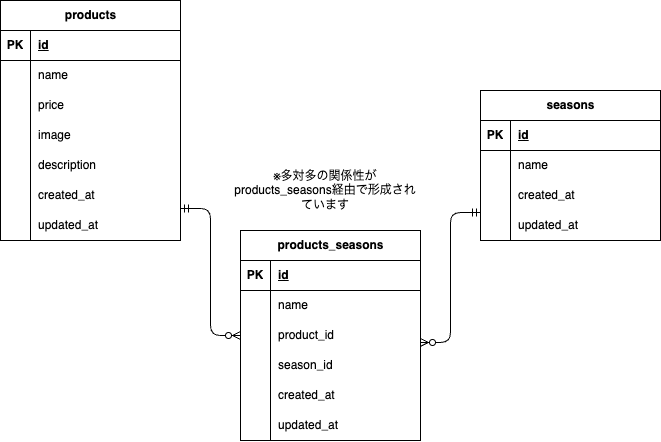 products
PK id
name
price
image
description
created_at
updated_at
※多対多の関係性が
products_seasons経由で形成され
ています
seasons
PK id
name
created_at
updated_at
products_seasons
PK id
name
product_id
season_id
created_at
updated_at